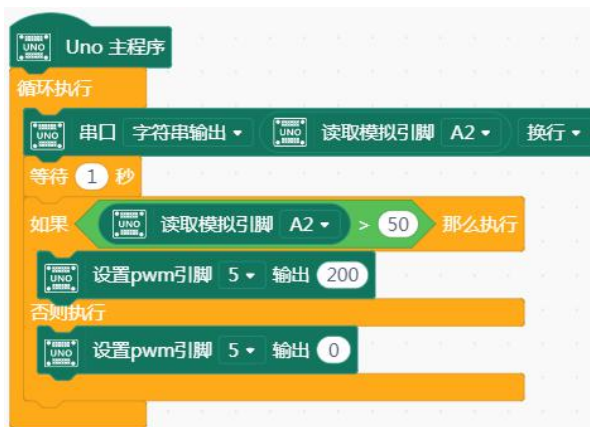 UNO Uno 主程序
循环执行
UNO 串口 字符串输出 UNO 读取模拟引脚 A2 换行
等待 1 秒
如果 UNO 读取模拟引脚 A2 > 50 那么执行
UNO 设置pwm引脚 5 输出 200
否则执行
UNO 设置pwm引脚 5 输出 0